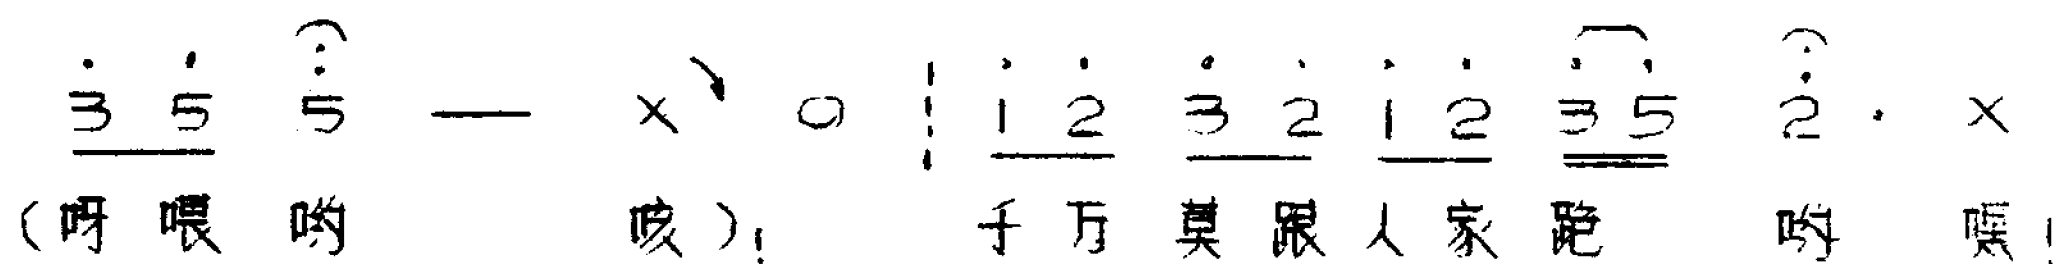 3 5 5 — × 0 ¦ 1 2 3 2 1 2 3 5 2 · ×
(呀喂哟 咳)! 千万莫跟人家跑 哟 嘿!